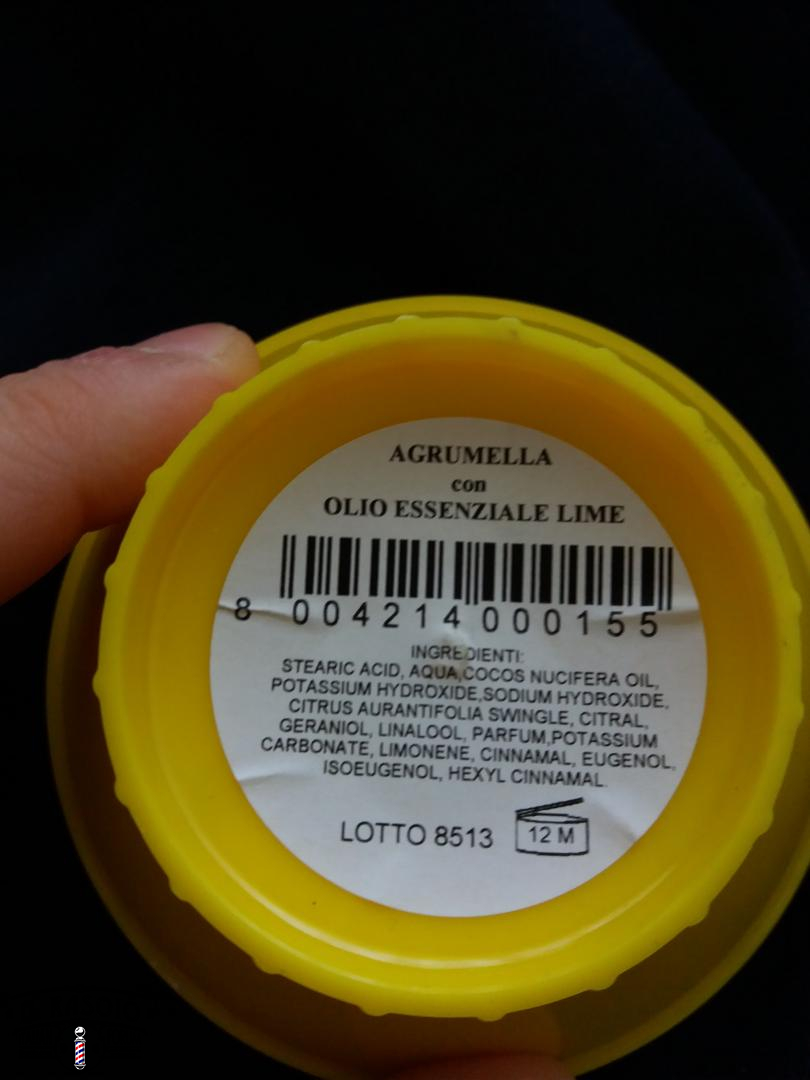 AGRUMELLA
con
OLIO ESSENZIALE LIME
8 004214 000155
INGREDIENTI:
STEARIC ACID, AQUA,COCOS NUCIFERA OIL,
POTASSIUM HYDROXIDE,SODIUM HYDROXIDE,
CITRUS AURANTIFOLIA SWINGLE, CITRAL,
GERANIOL, LINALOOL, PARFUM,POTASSIUM
CARBONATE, LIMONENE, CINNAMAL, EUGENOL,
ISOEUGENOL, HEXYL CINNAMAL.
LOTTO 8513 12 M